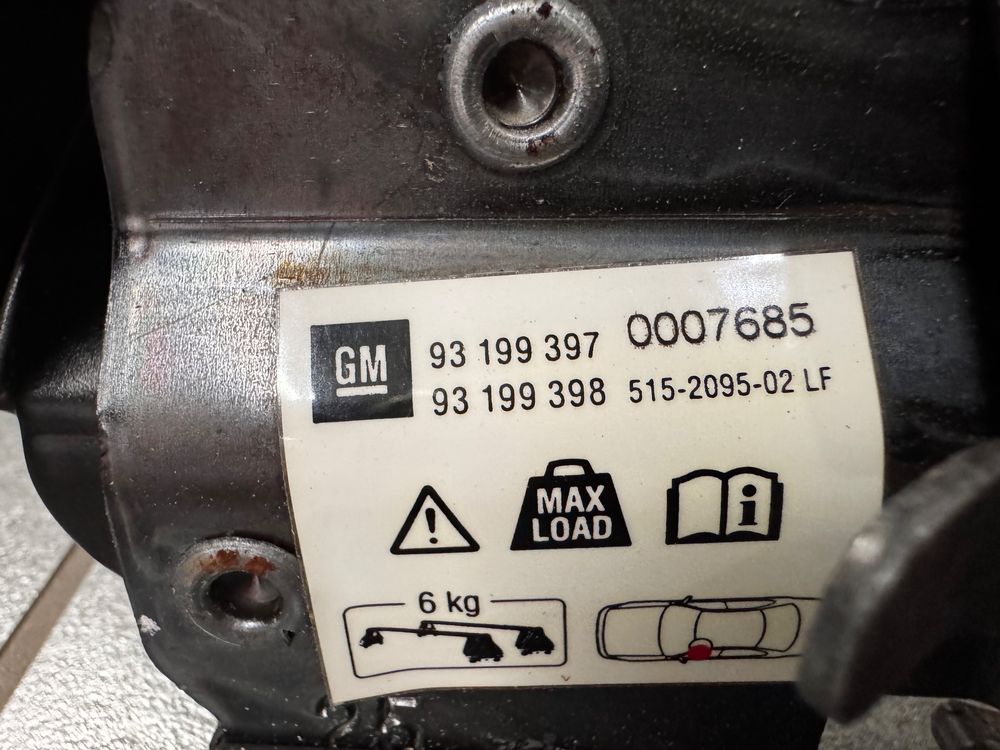 GM
93 199 397 0007685
93 199 398 515-2095-02 LF
MAX
LOAD
i
6 kg